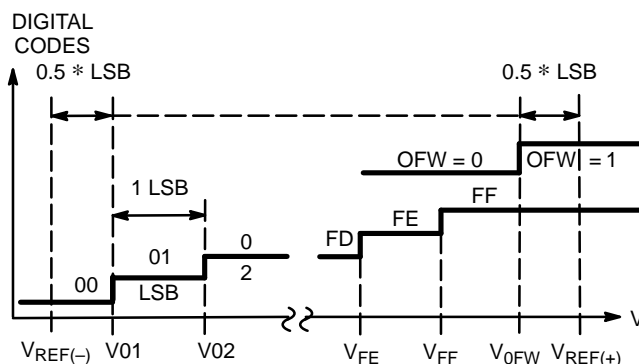 DIGITAL
CODES
0.5 * LSB
0.5 * LSB
OFW = 0
OFW = 1
1 LSB
FF
FE
FD
0
2
01
LSB
00
V
VREF(–)
V01
V02
VFE
VFF
V0FW
VREF(+)